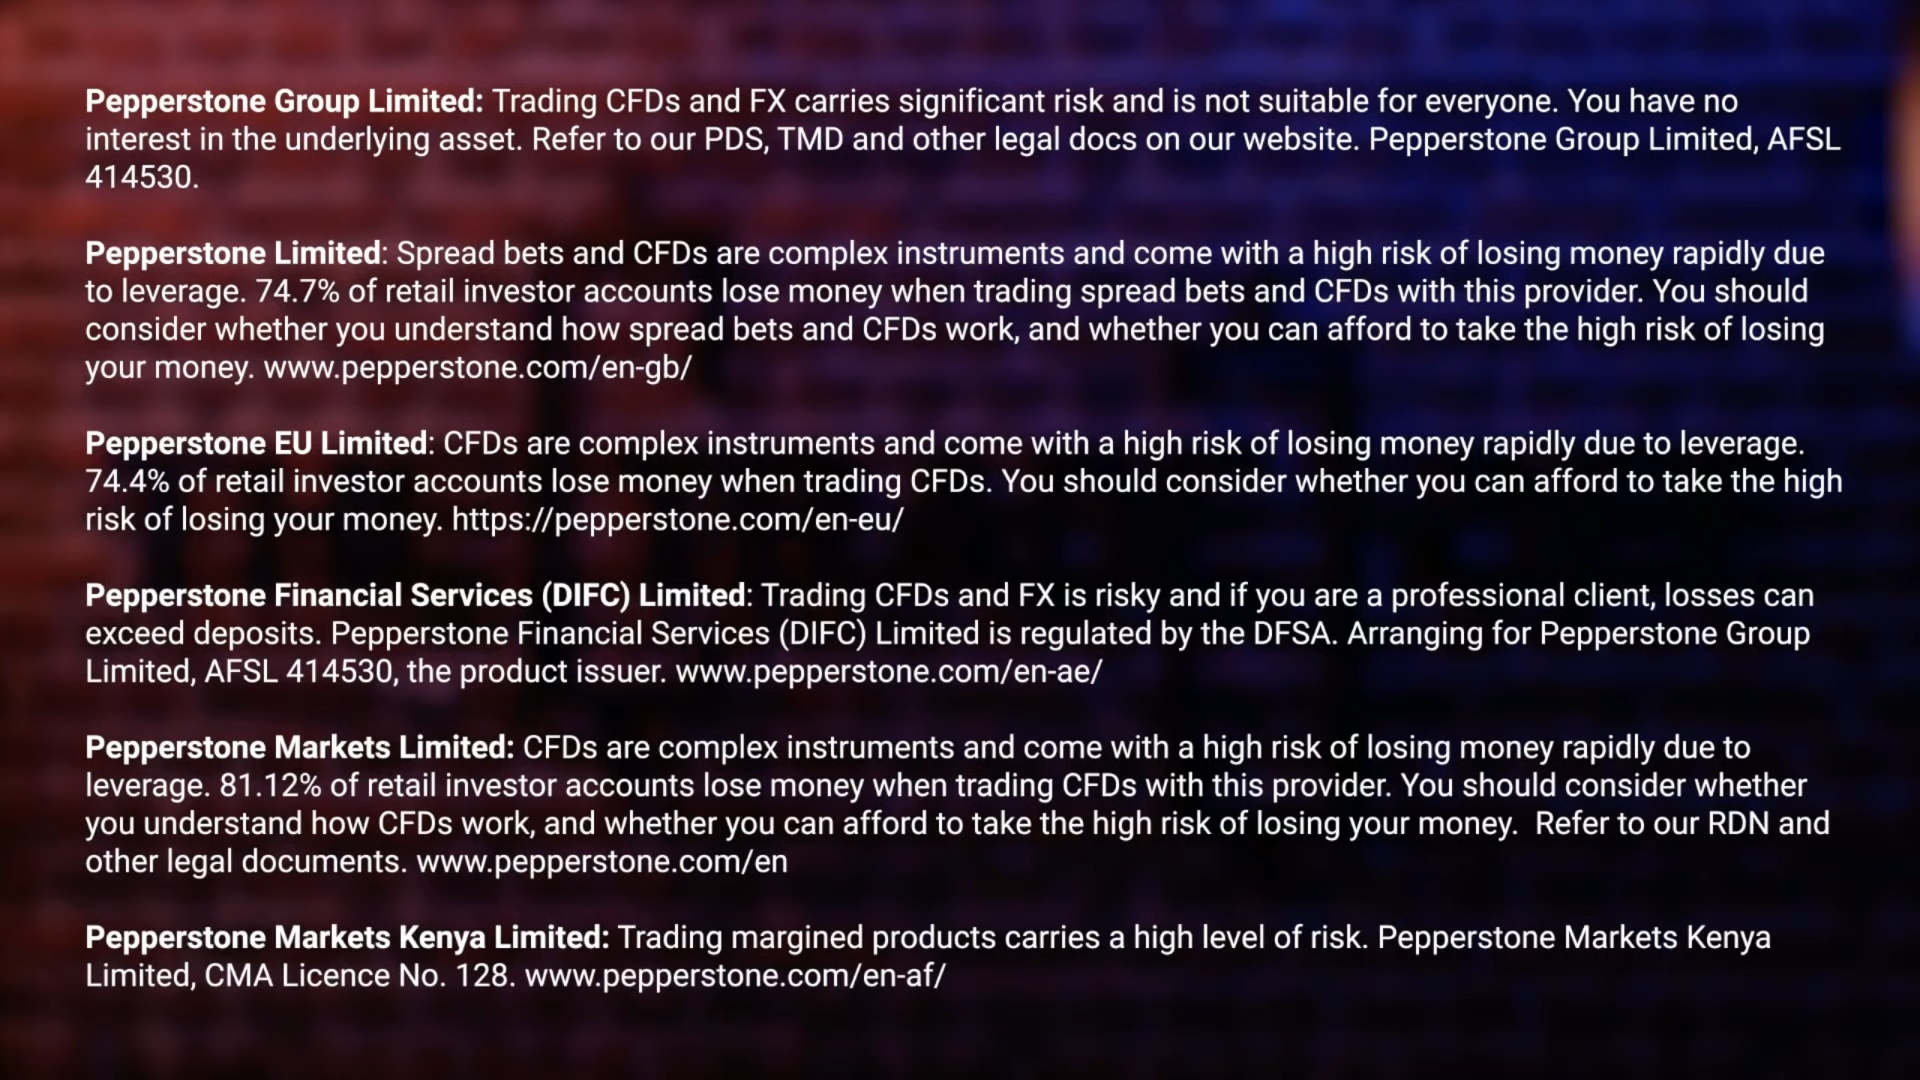 Pepperstone Group Limited: Trading CFDs and FX carries significant risk and is not suitable for everyone. You have no
interest in the underlying asset. Refer to our PDS, TMD and other legal docs on our website. Pepperstone Group Limited, AFSL
414530.
Pepperstone Limited: Spread bets and CFDs are complex instruments and come with a high risk of losing money rapidly due
to leverage. 74.7% of retail investor accounts lose money when trading spread bets and CFDs with this provider. You should
consider whether you understand how spread bets and CFDs work, and whether you can afford to take the high risk of losing
your money. www.pepperstone.com/en-gb/
Pepperstone EU Limited: CFDs are complex instruments and come with a high risk of losing money rapidly due to leverage.
74.4% of retail investor accounts lose money when trading CFDs. You should consider whether you can afford to take the high
risk of losing your money. https://pepperstone.com/en-eu/
Pepperstone Financial Services (DIFC) Limited: Trading CFDs and FX is risky and if you are a professional client, losses can
exceed deposits. Pepperstone Financial Services (DIFC) Limited is regulated by the DFSA. Arranging for Pepperstone Group
Limited, AFSL 414530, the product issuer. www.pepperstone.com/en-ae/
Pepperstone Markets Limited: CFDs are complex instruments and come with a high risk of losing money rapidly due to
leverage. 81.12% of retail investor accounts lose money when trading CFDs with this provider. You should consider whether
you understand how CFDs work, and whether you can afford to take the high risk of losing your money.  Refer to our RDN and
other legal documents. www.pepperstone.com/en
Pepperstone Markets Kenya Limited: Trading margined products carries a high level of risk. Pepperstone Markets Kenya
Limited, CMA Licence No. 128. www.pepperstone.com/en-af/